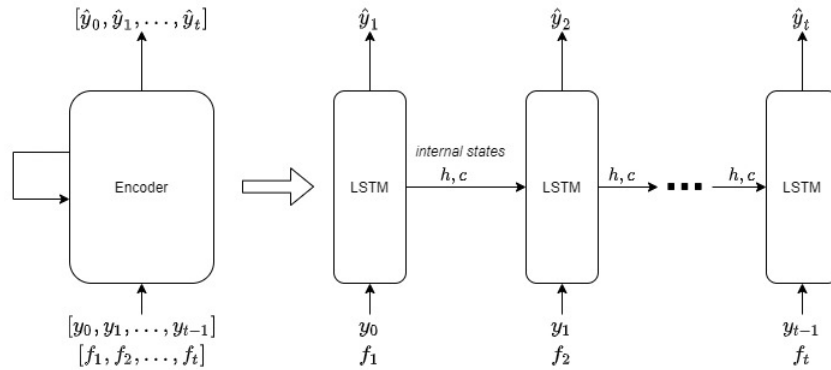 [ŷ₀, ŷ₁, . . . , ŷₜ]
ŷ₁
ŷ₂
ŷₜ
Encoder
LSTM
internal states
h, c
LSTM
h, c
h, c
LSTM
[y₀, y₁, . . . , yₜ₋₁]
[f₁, f₂, . . . , fₜ]
y₀
f₁
y₁
f₂
yₜ₋₁
fₜ